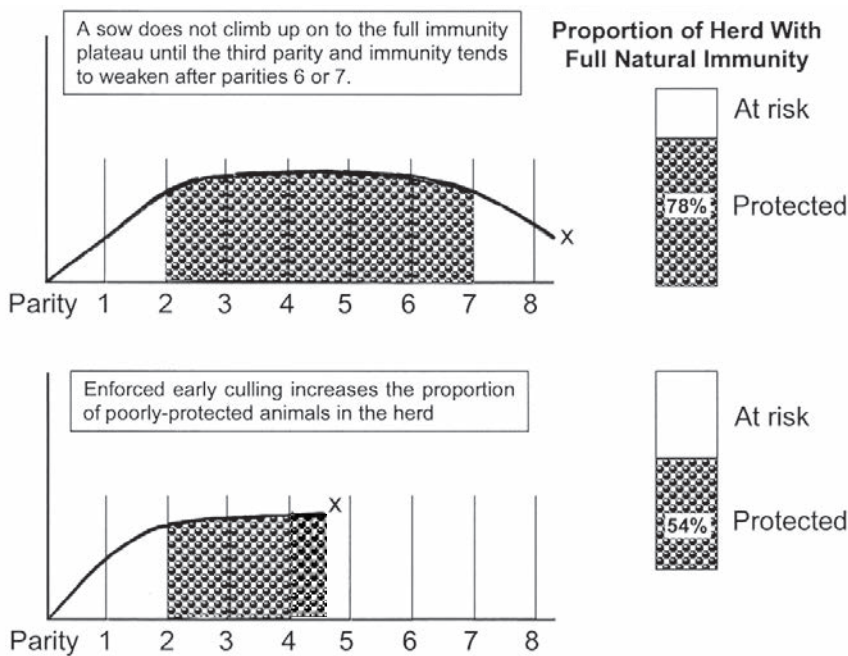 A sow does not climb up on to the full immunity
plateau until the third parity and immunity tends
to weaken after parities 6 or 7.
Proportion of Herd With
Full Natural Immunity
At risk
78%
Protected
x
Parity 1 2 3 4 5 6 7 8
Enforced early culling increases the proportion
of poorly-protected animals in the herd
At risk
54%
Protected
x
Parity 1 2 3 4 5 6 7 8